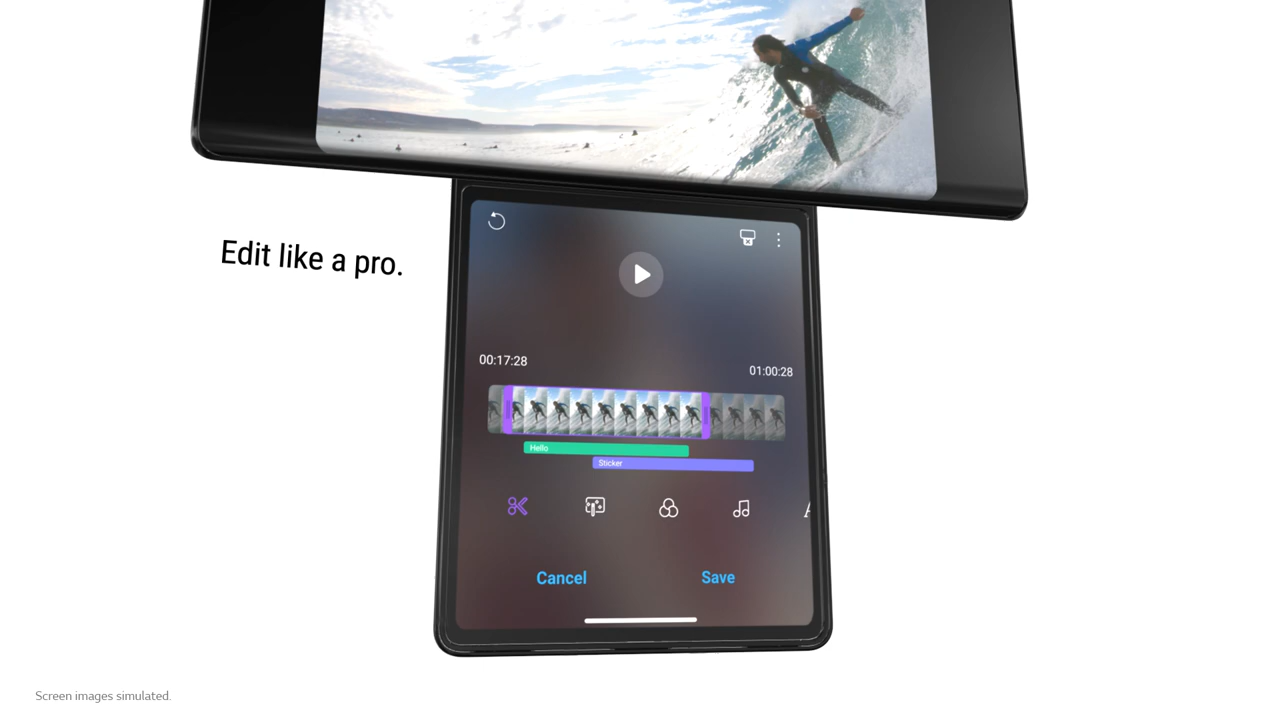 Edit like a pro.
00:17:28
01:00:28
Hello
Sticker
Cancel
Save
Screen images simulated.